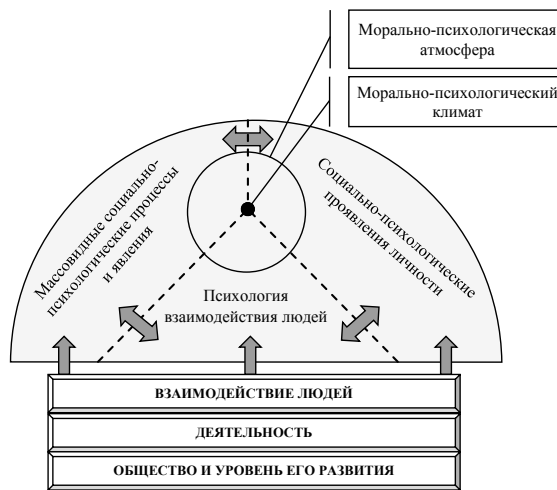 Морально-психологическая
атмосфера
Морально-психологический
климат
Массовидные социально-
психологические процессы
и явления
Социально-психологические
проявления личности
Психология
взаимодействия людей
ВЗАИМОДЕЙСТВИЕ ЛЮДЕЙ
ДЕЯТЕЛЬНОСТЬ
ОБЩЕСТВО И УРОВЕНЬ ЕГО РАЗВИТИЯ